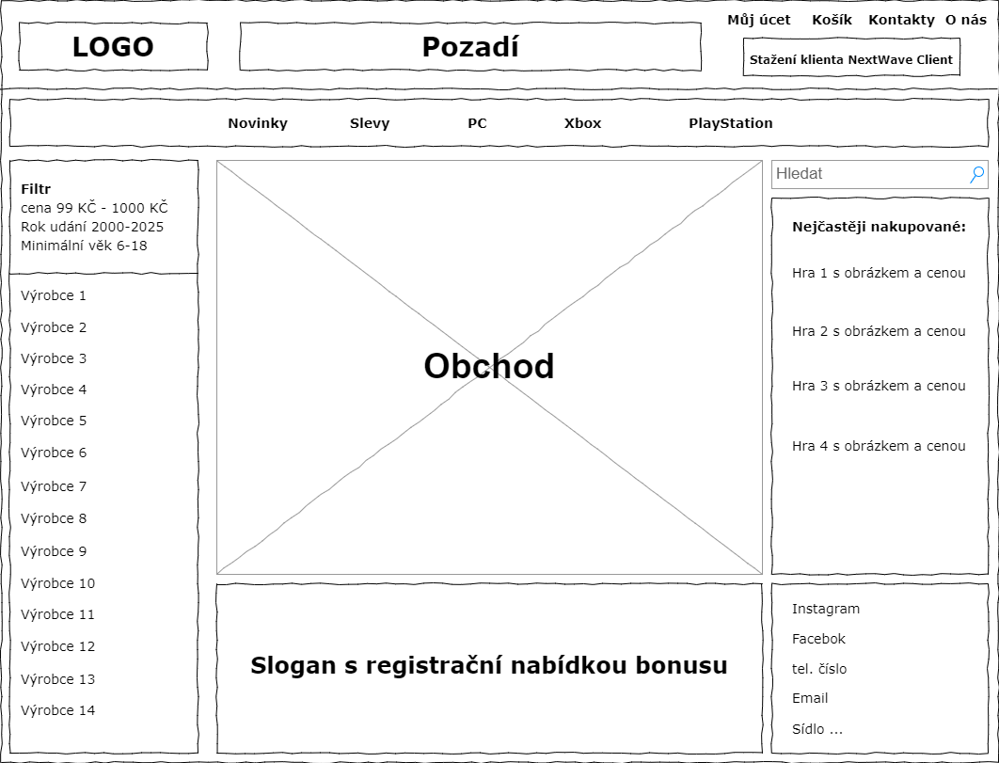 LOGO
Pozadí
Můj účet Košík Kontakty O nás
Stažení klienta NextWave Client
Novinky Slevy PC Xbox PlayStation
Filtr
cena 99 KČ - 1000 KČ
Rok udání 2000-2025
Minimální věk 6-18
Výrobce 1
Výrobce 2
Výrobce 3
Výrobce 4
Výrobce 5
Výrobce 6
Výrobce 7
Výrobce 8
Výrobce 9
Výrobce 10
Výrobce 11
Výrobce 12
Výrobce 13
Výrobce 14
Obchod
Slogan s registrační nabídkou bonusu
Hledat
Nejčastěji nakupované:
Hra 1 s obrázkem a cenou
Hra 2 s obrázkem a cenou
Hra 3 s obrázkem a cenou
Hra 4 s obrázkem a cenou
Instagram
Facebok
tel. číslo
Email
Sídlo ...